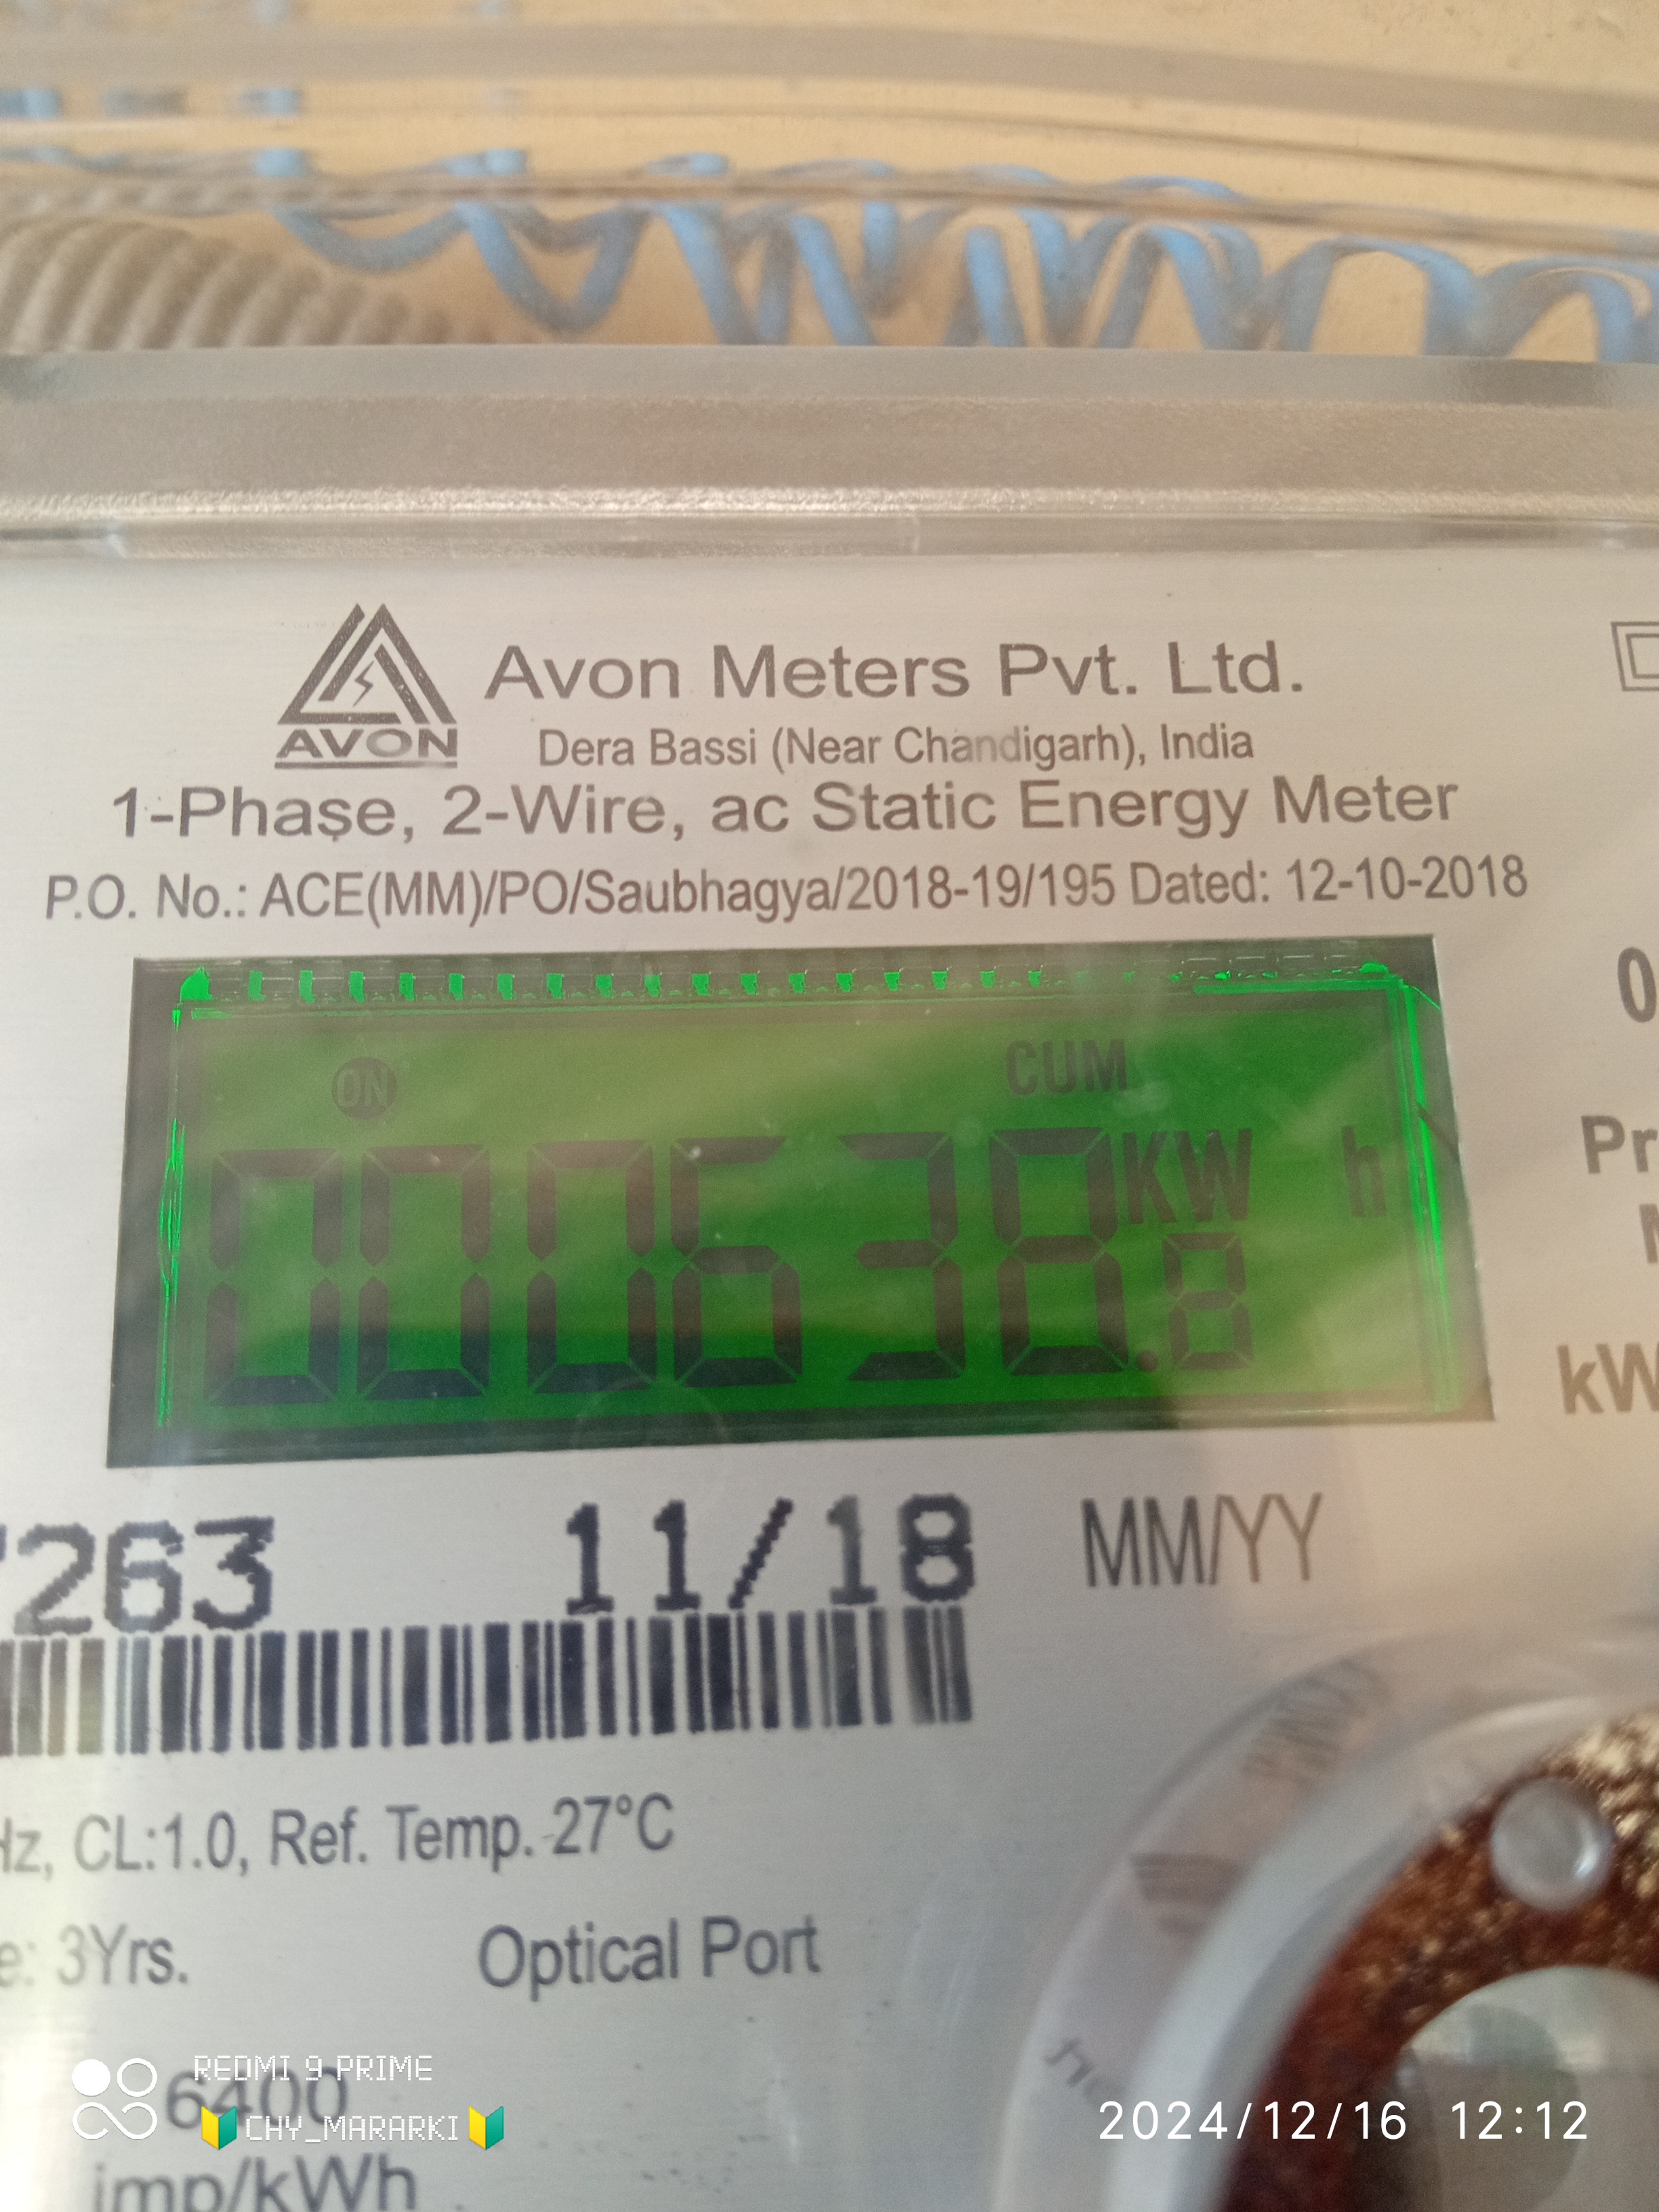 AVON
Avon Meters Pvt. Ltd.
Dera Bassi (Near Chandigarh), India
1-Phase, 2-Wire, ac Static Energy Meter
P.O. No.: ACE(MM)/PO/Saubhagya/2018-19/195 Dated: 12-10-2018
ON CUM
000638.8 KW h
263 11/18 MM/YY
Hz, CL:1.0, Ref. Temp. 27°C
e: 3Yrs. Optical Port
6400
imp/kWh
REDMI 9 PRIME
CHY_MARARKI
2024/12/16 12:12